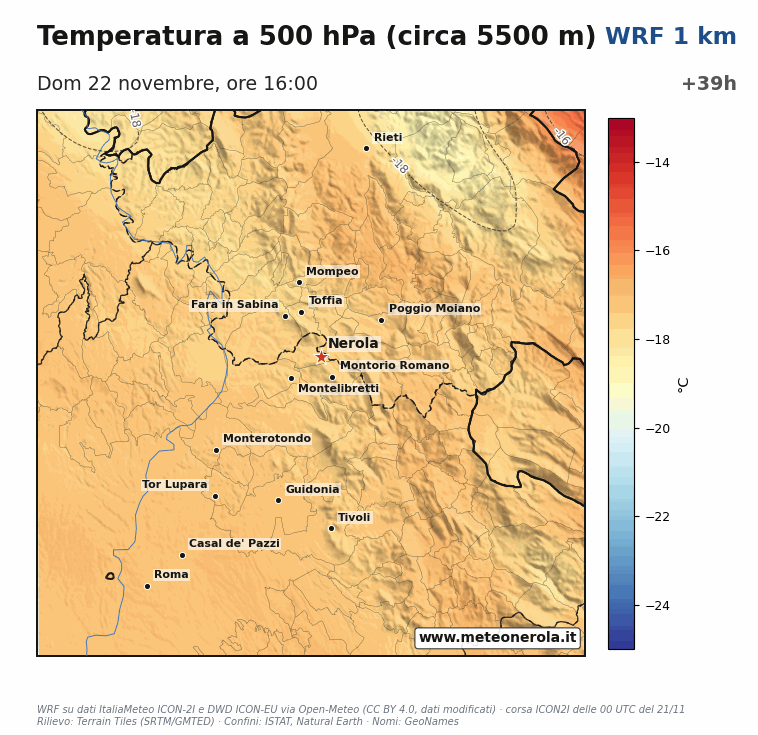 Temperatura a 500 hPa (circa 5500 m) WRF 1 km
Dom 22 novembre, ore 16:00 +39h
-18
-16
Rieti
-18
Mompeo
Fara in Sabina
Toffia
Poggio Moiano
Nerola
Montorio Romano
Montelibretti
Monterotondo
Tor Lupara
Guidonia
Tivoli
Casal de' Pazzi
Roma
www.meteonerola.it
−14
−16
−18
−20
−22
−24
°C
WRF su dati ItaliaMeteo ICON-2I e DWD ICON-EU via Open-Meteo (CC BY 4.0, dati modificati) · corsa ICON2I delle 00 UTC del 21/11
Rilievo: Terrain Tiles (SRTM/GMTED) · Confini: ISTAT, Natural Earth · Nomi: GeoNames